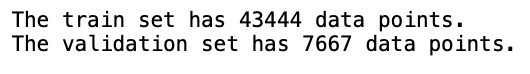 The train set has 43444 data points.
The validation set has 7667 data points.